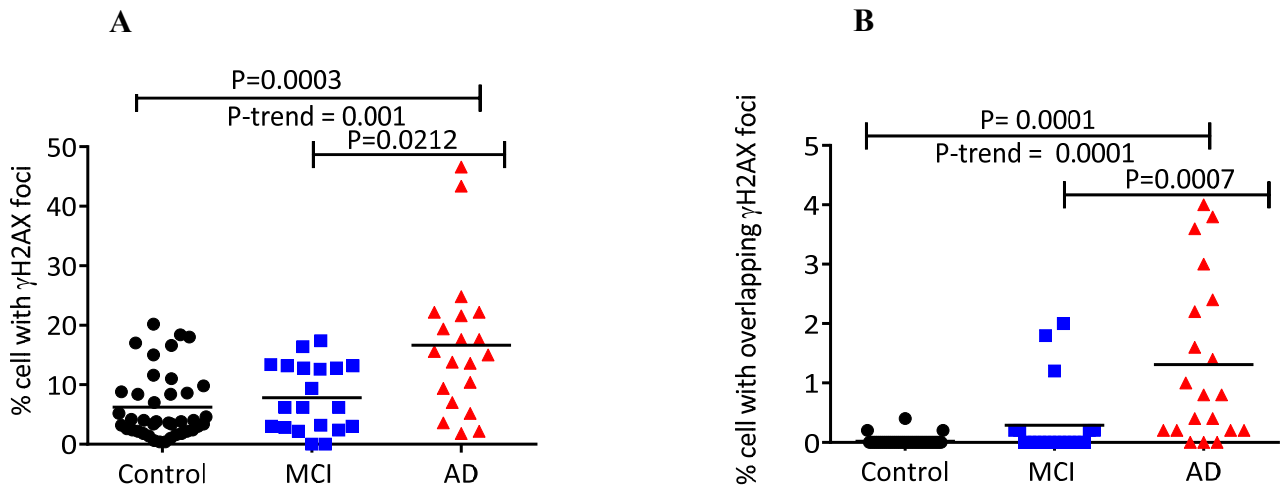 A
P=0.0003
P-trend = 0.001
P=0.0212
% cell with γH2AX foci
50
40
30
20
10
0
Control
MCI
AD
B
P= 0.0001
P-trend = 0.0001
P=0.0007
% cell with overlapping γH2AX foci
5
4
3
2
1
0
Control
MCI
AD